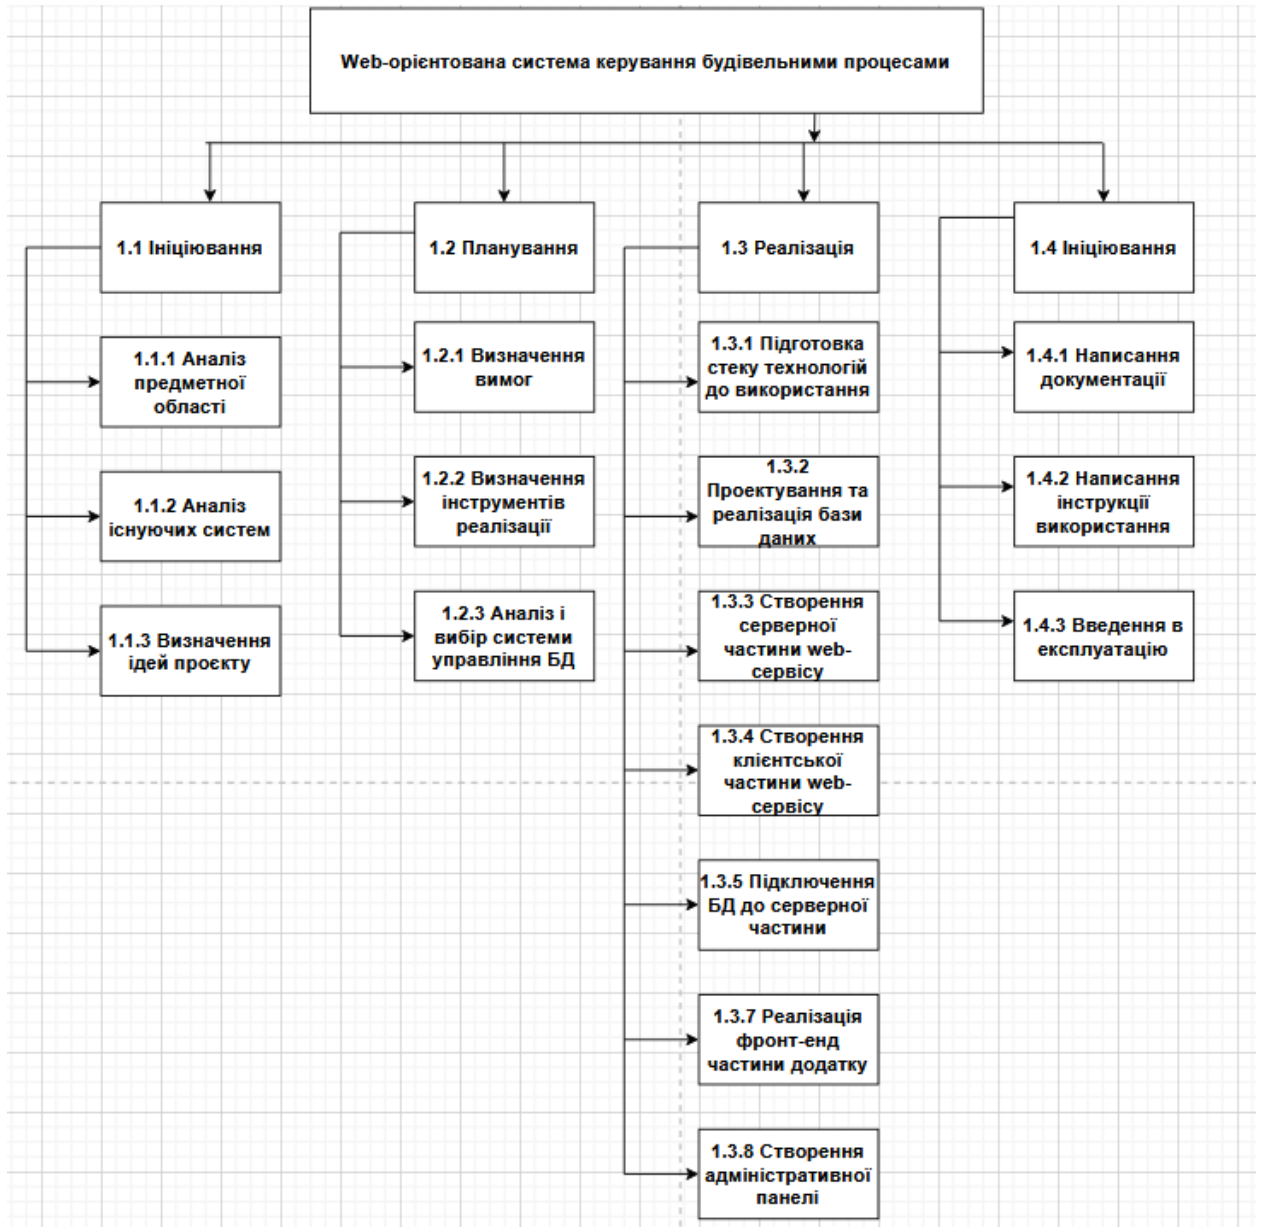 Web-орієнтована система керування будівельними процесами
1.1 Ініціювання
1.1.1 Аналіз
предметної
області
1.1.2 Аналіз
існуючих систем
1.1.3 Визначення
ідей проєкту
1.2 Планування
1.2.1 Визначення
вимог
1.2.2 Визначення
інструментів
реалізації
1.2.3 Аналіз і
вибір системи
управління БД
1.3 Реалізація
1.3.1 Підготовка
стеку технологій
до використання
1.3.2
Проектування та
реалізація бази
даних
1.3.3 Створення
серверної
частини web-
сервісу
1.3.4 Створення
клієнтської
частини web-
сервісу
1.3.5 Підключення
БД до серверної
частини
1.3.7 Реалізація
фронт-енд
частини додатку
1.3.8 Створення
адміністративної
панелі
1.4 Ініціювання
1.4.1 Написання
документації
1.4.2 Написання
інструкції
використання
1.4.3 Введення в
експлуатацію